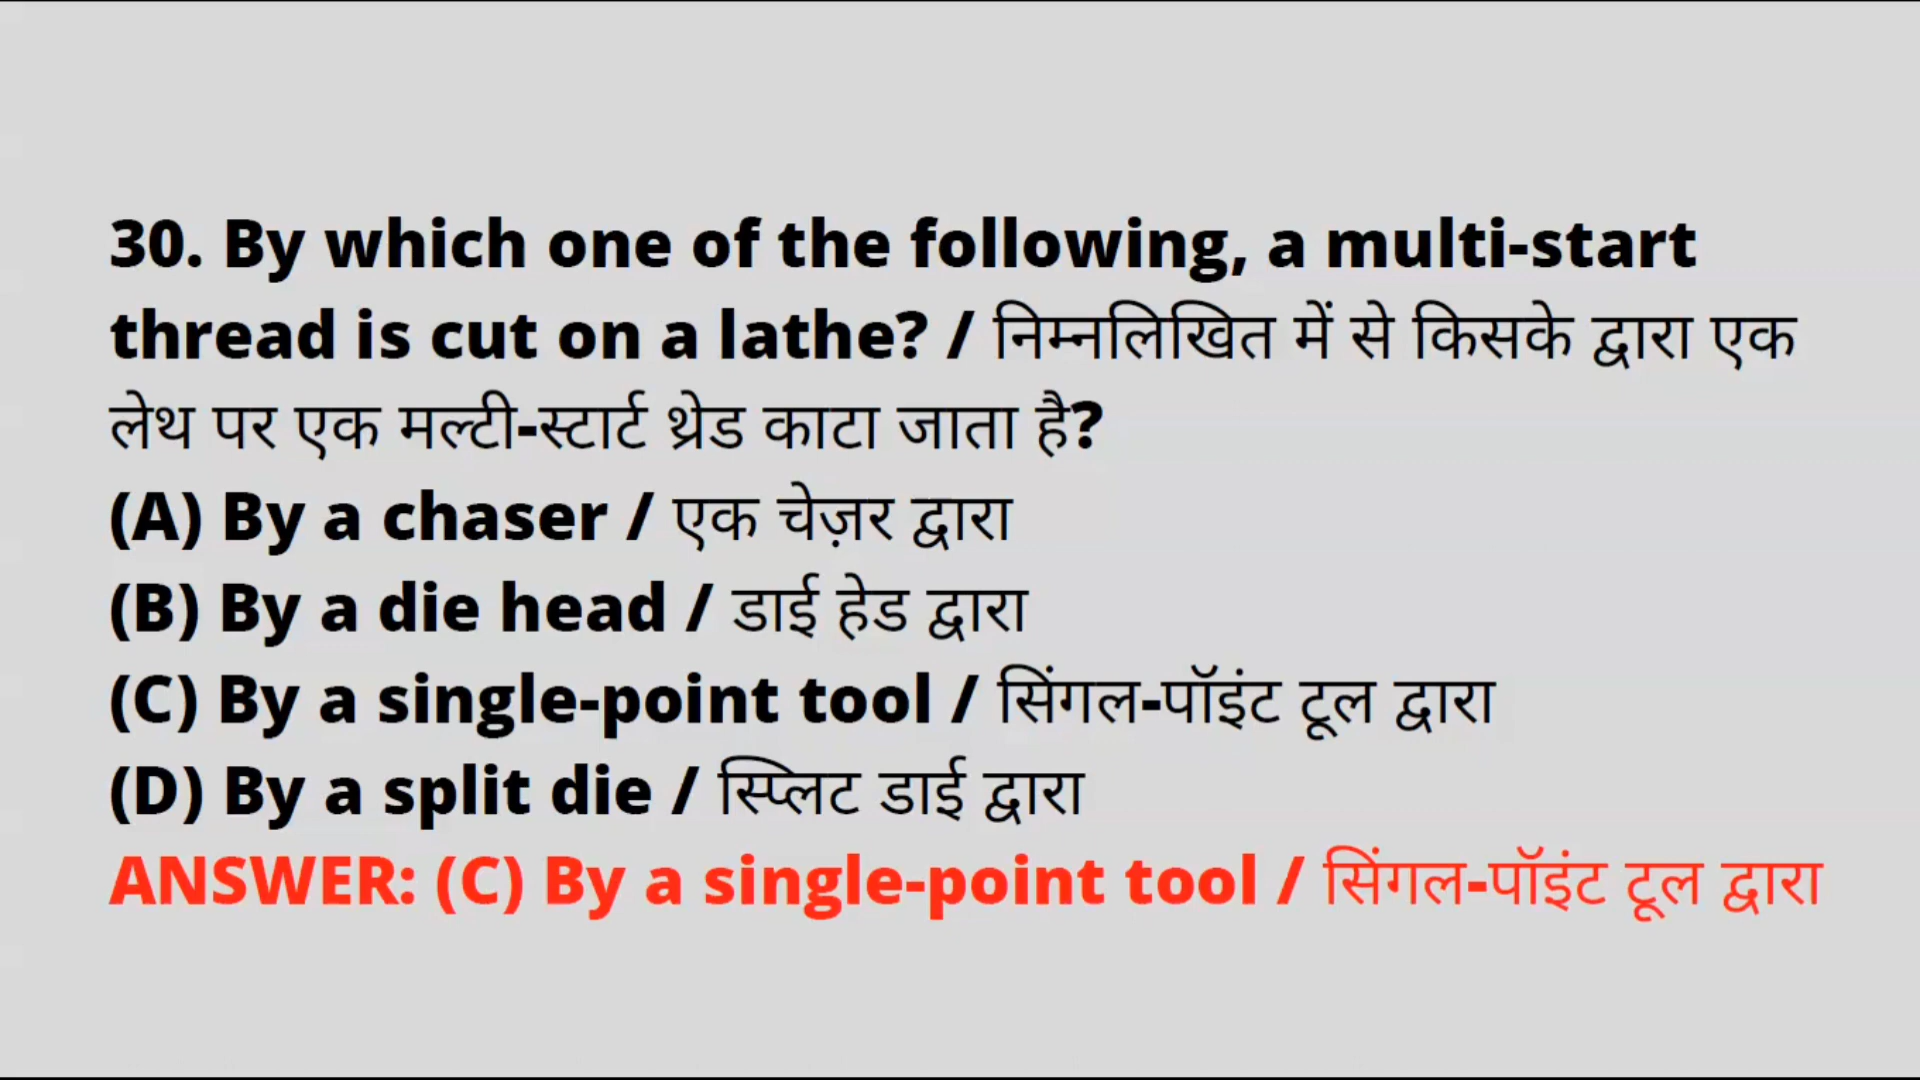 30. By which one of the following, a multi-start
thread is cut on a lathe? / निम्नलिखित में से किसके द्वारा एक
लेथ पर एक मल्टी-स्टार्ट थ्रेड काटा जाता है?
(A) By a chaser / एक चेज़र द्वारा
(B) By a die head / डाई हेड द्वारा
(C) By a single-point tool / सिंगल-पॉइंट टूल द्वारा
(D) By a split die / स्प्लिट डाई द्वारा
ANSWER: (C) By a single-point tool / सिंगल-पॉइंट टूल द्वारा